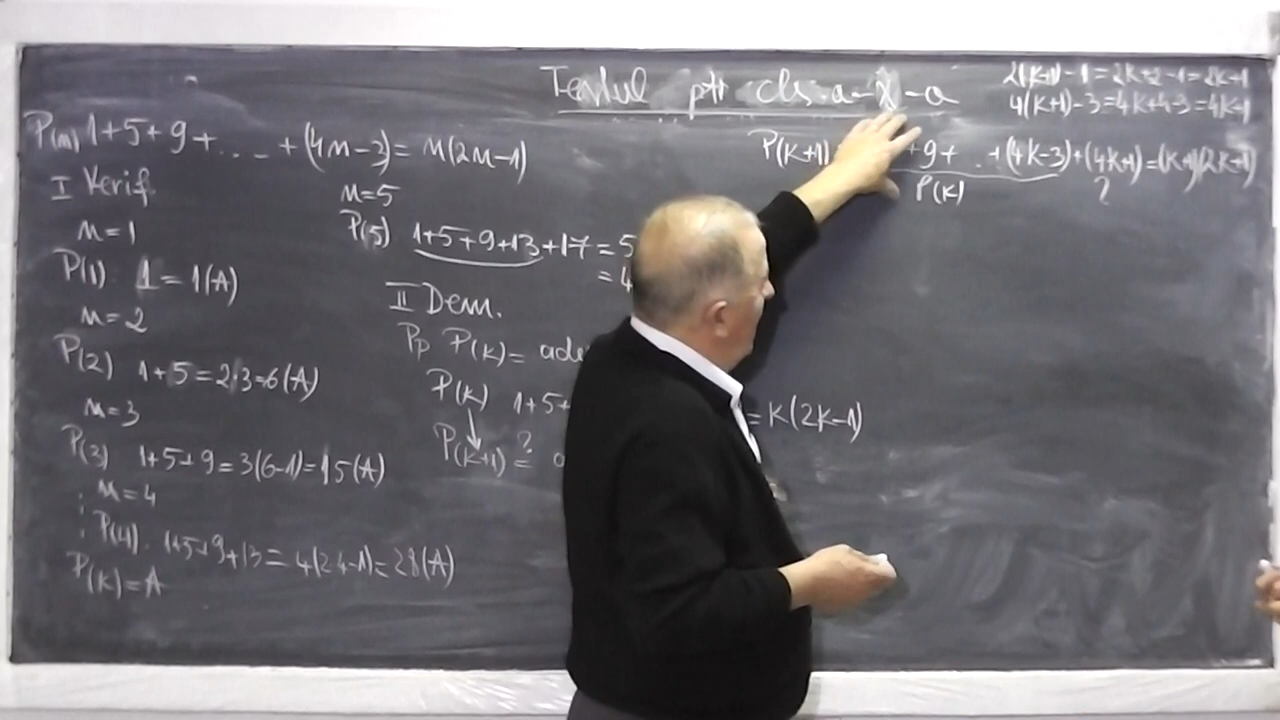 Testul ptr cls. a-X-a
P(n) 1+5+9+....+(4n-3)=n(2n-1)
I Verif.
n=1
P(1) 1=1(A)
n=2
P(2) 1+5=2·3=6(A)
n=3
P(3) 1+5+9=3(6-1)=15(A)
n=4
P(4). 1+5+9+13=4(2·4-1)=28(A)
P(K)=A
n=5
P(5) 1+5+9+13+17=5
=4
II Dem.
Pp P(K)= ade
P(K) 1+5+ =K(2K-1)
P(K+1)=?
2(K+1)-1=2K+2-1=2K+1
4(K+1)-3=4K+4-3=4K+1
P(K+1) +9+..+(4K-3)+(4K+1)=(K+1)(2K+1)
P(K) ?